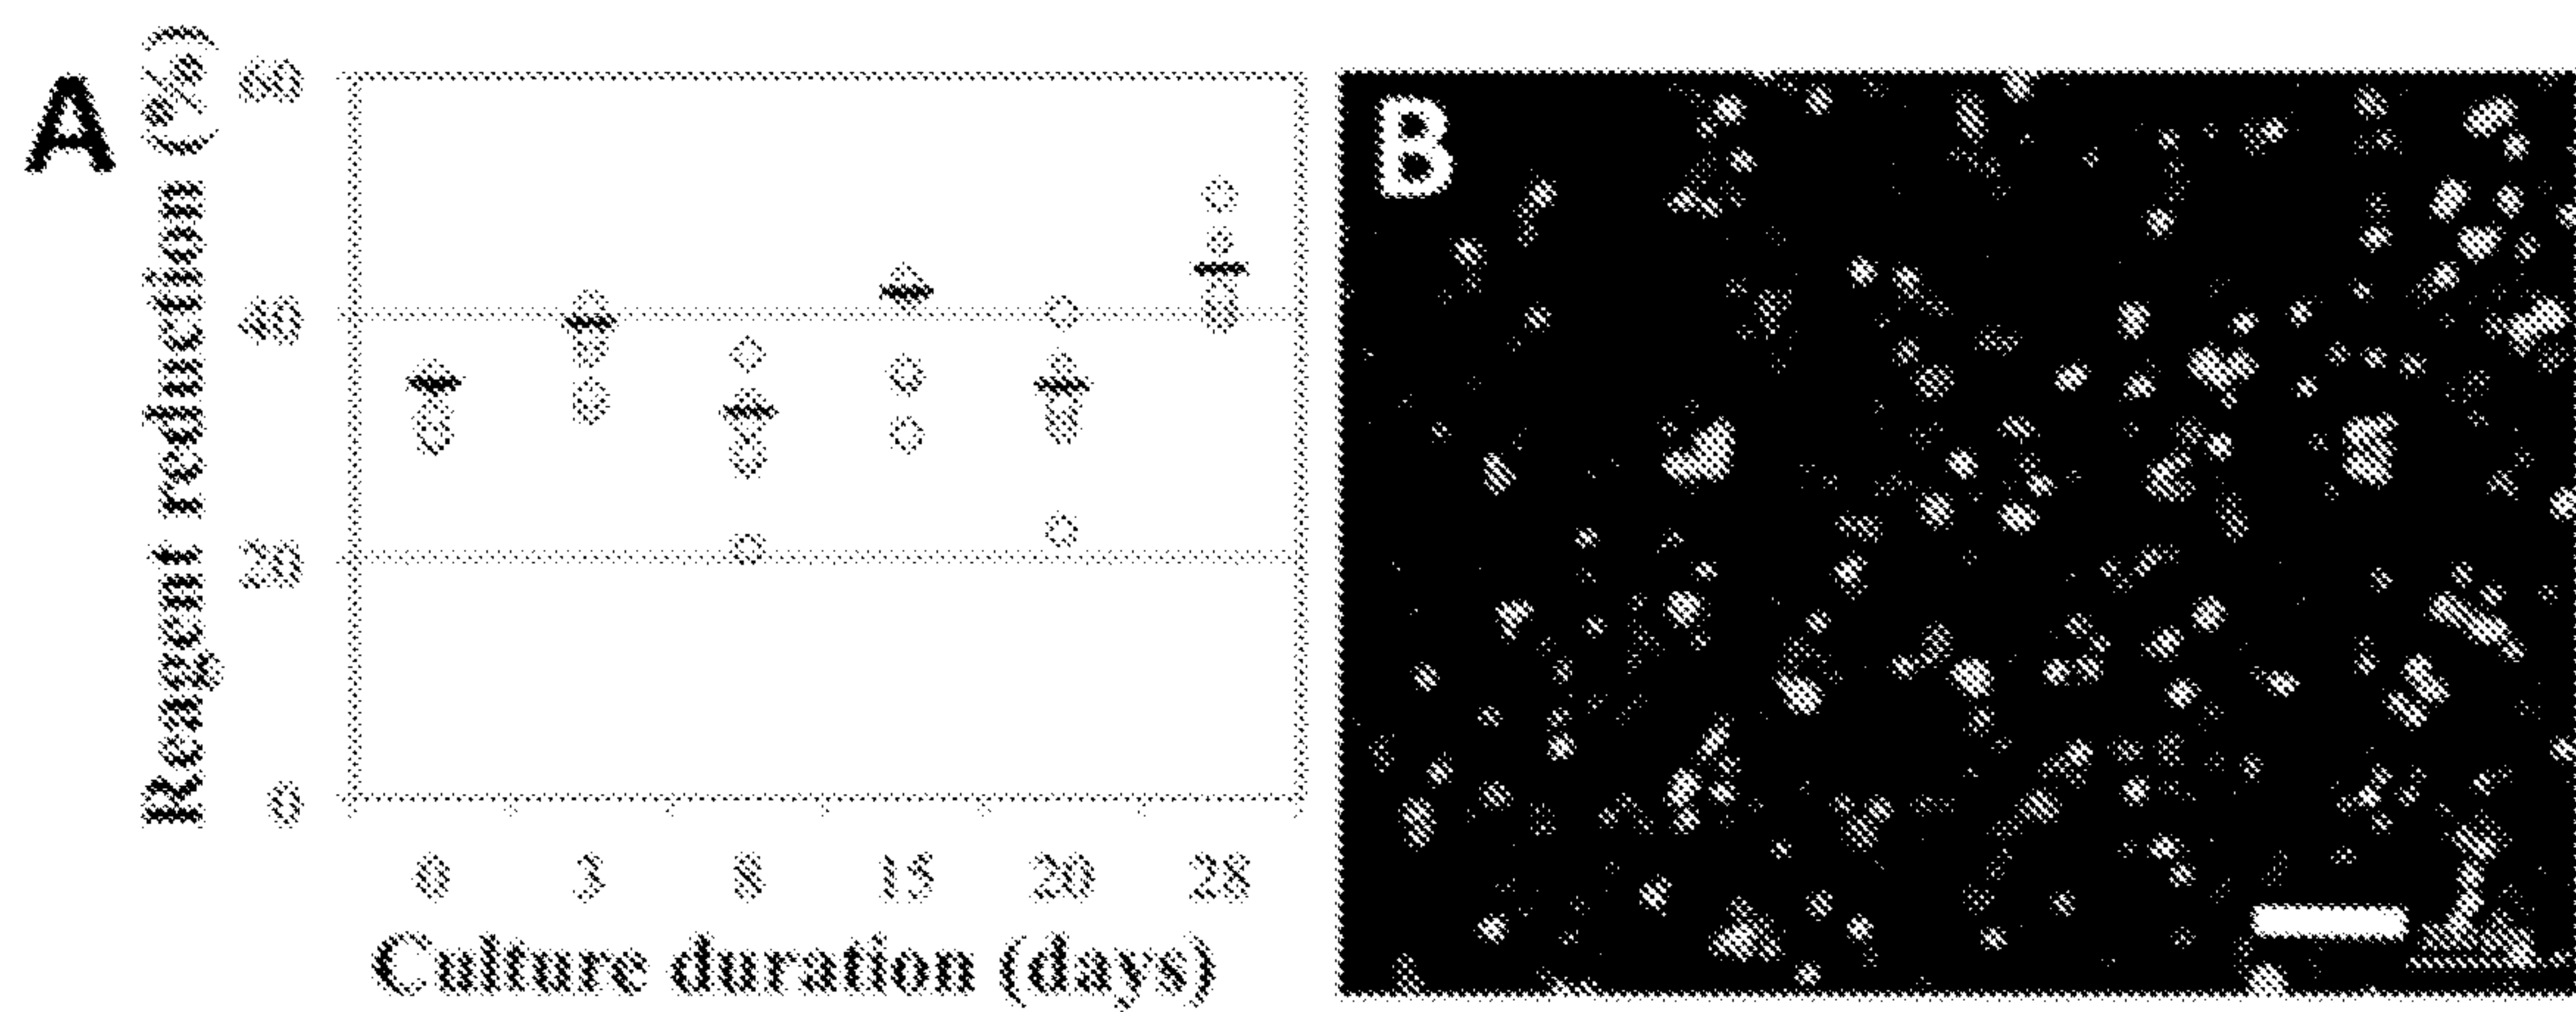 A
Reagent reduction (%)
60
40
20
0
0 3 8 15 20 28
Culture duration (days)
B